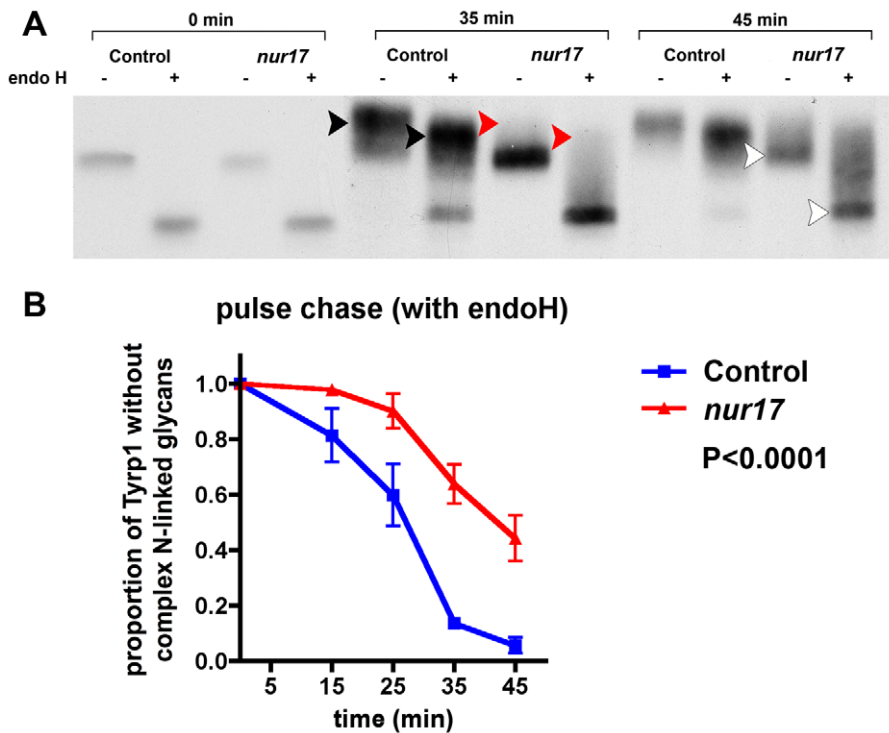 A
0 min
35 min
45 min
Control
nur17
Control
nur17
Control
nur17
endo H
-
+
-
+
-
+
-
+
-
+
-
+
B
pulse chase (with endoH)
proportion of Tyrp1 without
complex N-linked glycans
1.0
0.8
0.6
0.4
0.2
0.0
5
15
25
35
45
time (min)
Control
nur17
P<0.0001